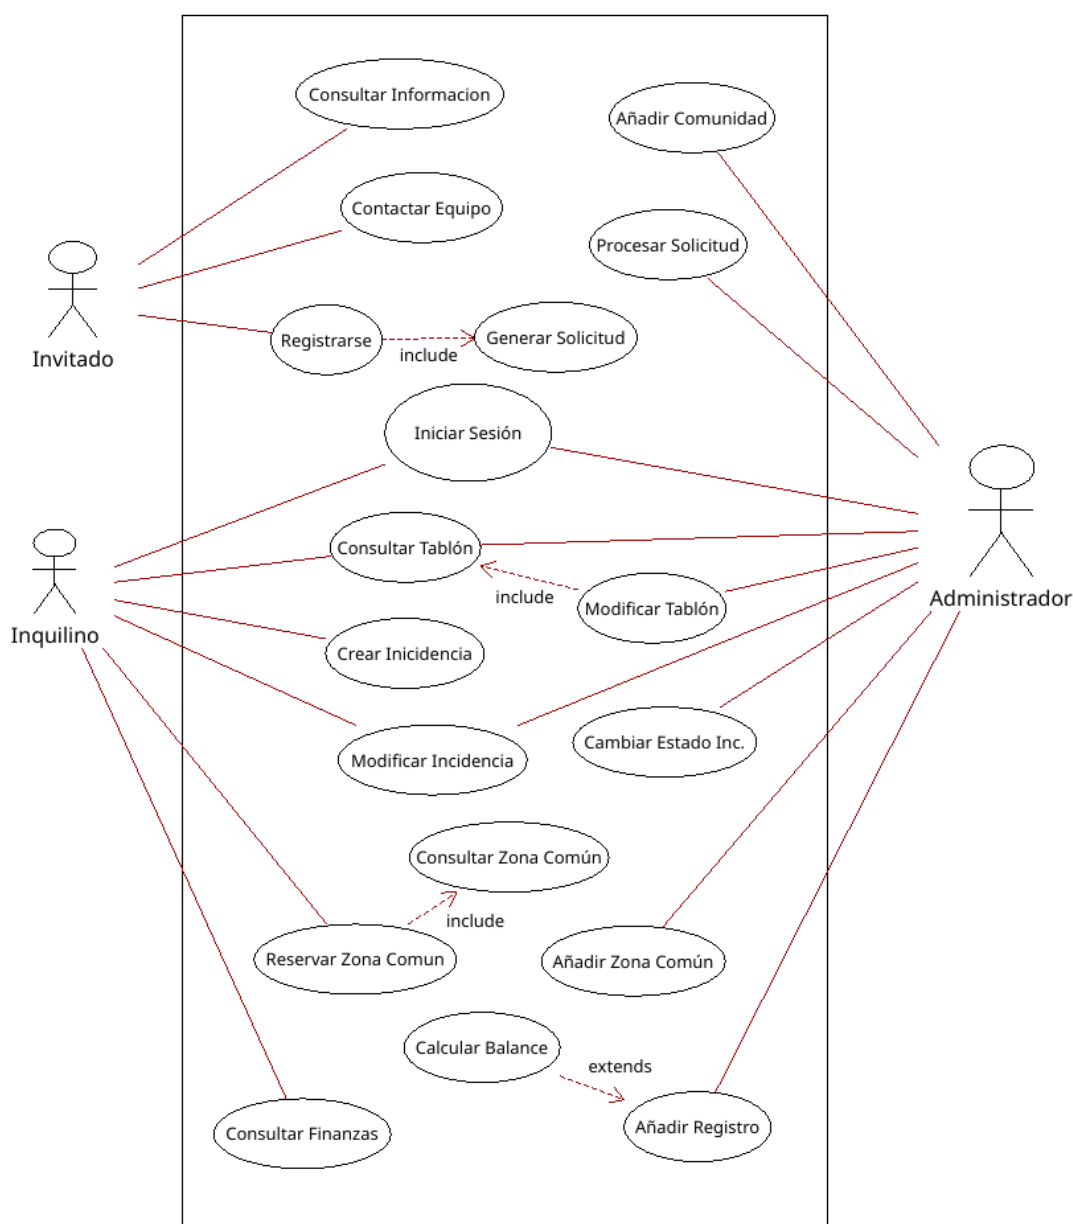 Consultar Informacion
Añadir Comunidad
Contactar Equipo
Procesar Solicitud
Invitado
Registrarse
include
Generar Solicitud
Iniciar Sesión
Consultar Tablón
include
Modificar Tablón
Administrador
Inquilino
Crear Inicidencia
Modificar Incidencia
Cambiar Estado Inc.
Consultar Zona Común
include
Reservar Zona Comun
Añadir Zona Común
Calcular Balance
extends
Consultar Finanzas
Añadir Registro